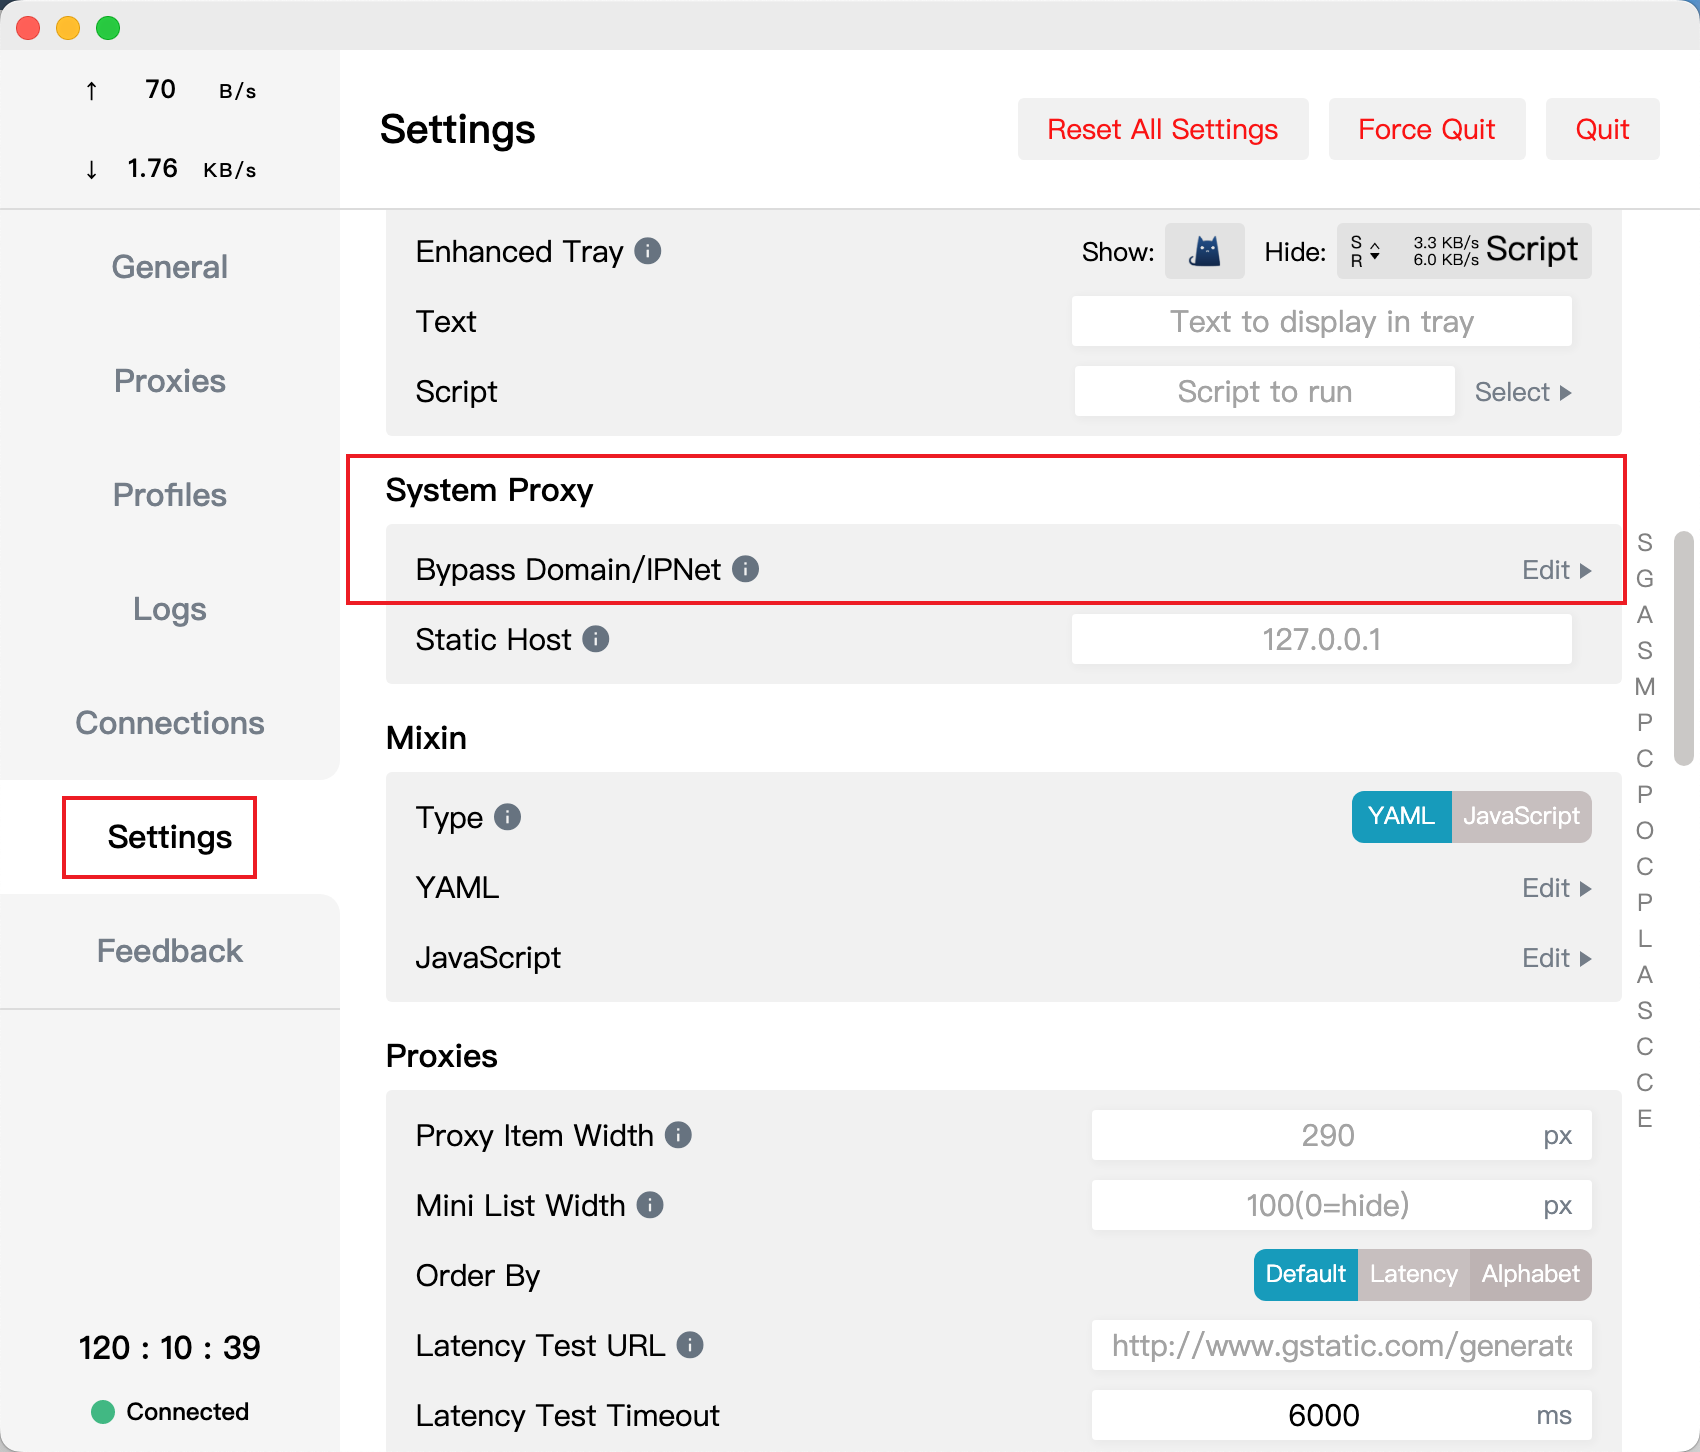 ↑ 70 B/s
↓ 1.76 KB/s
Settings
Reset All Settings
Force Quit
Quit
General
Proxies
Profiles
Logs
Connections
Settings
Feedback
120 : 10 : 39
Connected
Enhanced Tray
Show:
Hide:
S
R
3.3 KB/s
6.0 KB/s
Script
Text
Text to display in tray
Script
Script to run
Select
System Proxy
Bypass Domain/IPNet
Edit
Static Host
127.0.0.1
Mixin
Type
YAML
JavaScript
YAML
Edit
JavaScript
Edit
Proxies
Proxy Item Width
290
px
Mini List Width
100(0=hide)
px
Order By
Default
Latency
Alphabet
Latency Test URL
http://www.gstatic.com/generate
Latency Test Timeout
6000
ms
S
G
A
S
M
P
C
P
O
C
P
L
A
S
C
C
E